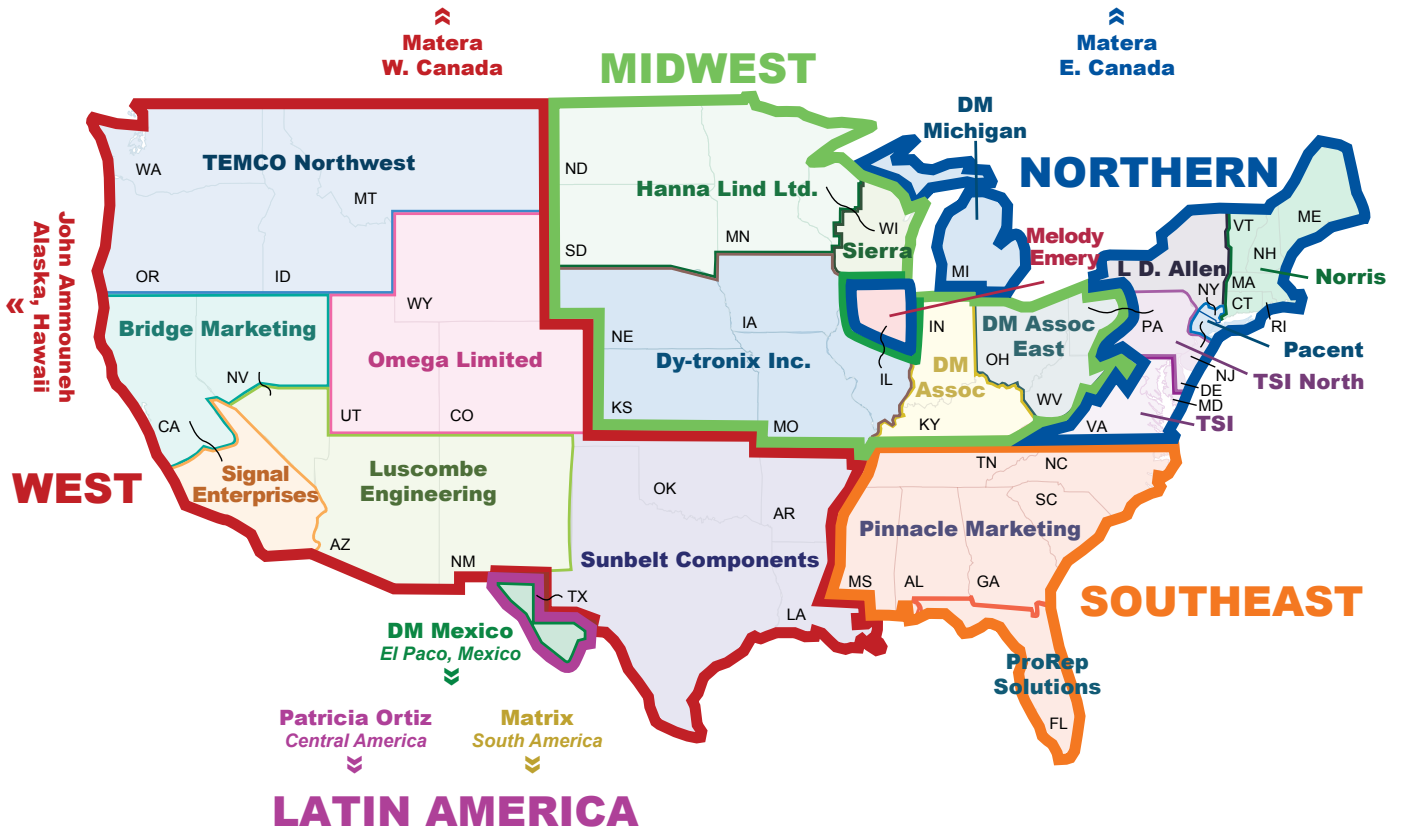 Matera
W. Canada
Matera
E. Canada
MIDWEST
DM
Michigan
NORTHERN
WA
TEMCO Northwest
MT
OR
ID
ND
Hanna Lind Ltd.
SD
MN
WI
Sierra
MI
Melody
Emery
L D. Allen
VT
ME
NH
Norris
MA
NY
CT
RI
Pacent
PA
TSI North
NJ
DE
MD
TSI
VA
John Ammouneh
Alaska, Hawaii
Bridge Marketing
NV
CA
WY
Omega Limited
UT
CO
NE
IA
Dy-tronix Inc.
KS
MO
IL
IN
DM
Assoc
KY
DM Assoc
East
OH
WV
WEST
Signal
Enterprises
Luscombe
Engineering
AZ
NM
OK
AR
Sunbelt Components
TX
LA
TN
NC
SC
Pinnacle Marketing
MS
AL
GA
SOUTHEAST
ProRep
Solutions
FL
DM Mexico
El Paco, Mexico
Patricia Ortiz
Central America
Matrix
South America
LATIN AMERICA